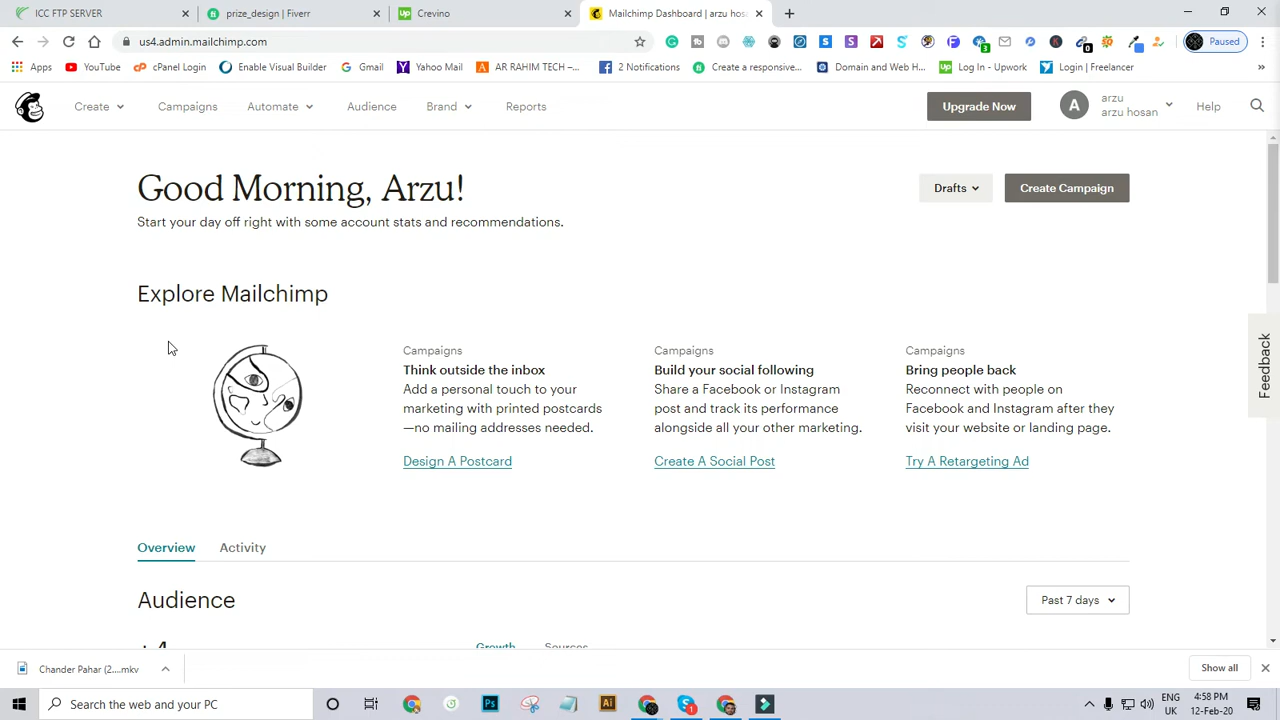 ICC FTP SERVER
prize_design | Fiverr
Crevino
Mailchimp Dashboard | arzu hosa
us4.admin.mailchimp.com
Paused
Apps
YouTube
cPanel Login
Enable Visual Builder
Gmail
Yahoo Mail
AR RAHIM TECH –...
2 Notifications
Create a responsive...
Domain and Web H...
Log In - Upwork
Login | Freelancer
Create
Campaigns
Automate
Audience
Brand
Reports
Upgrade Now
A
arzu
arzu hosan
Help
Good Morning, Arzu!
Drafts
Create Campaign
Start your day off right with some account stats and recommendations.
Explore Mailchimp
Campaigns
Think outside the inbox
Add a personal touch to your
marketing with printed postcards
—no mailing addresses needed.
Design A Postcard
Campaigns
Build your social following
Share a Facebook or Instagram
post and track its performance
alongside all your other marketing.
Create A Social Post
Campaigns
Bring people back
Reconnect with people on
Facebook and Instagram after they
visit your website or landing page.
Try A Retargeting Ad
Feedback
Overview
Activity
Audience
Past 7 days
Growth
Sources
Chander Pahar (2....mkv
Show all
Search the web and your PC
ENG
UK
4:58 PM
12-Feb-20